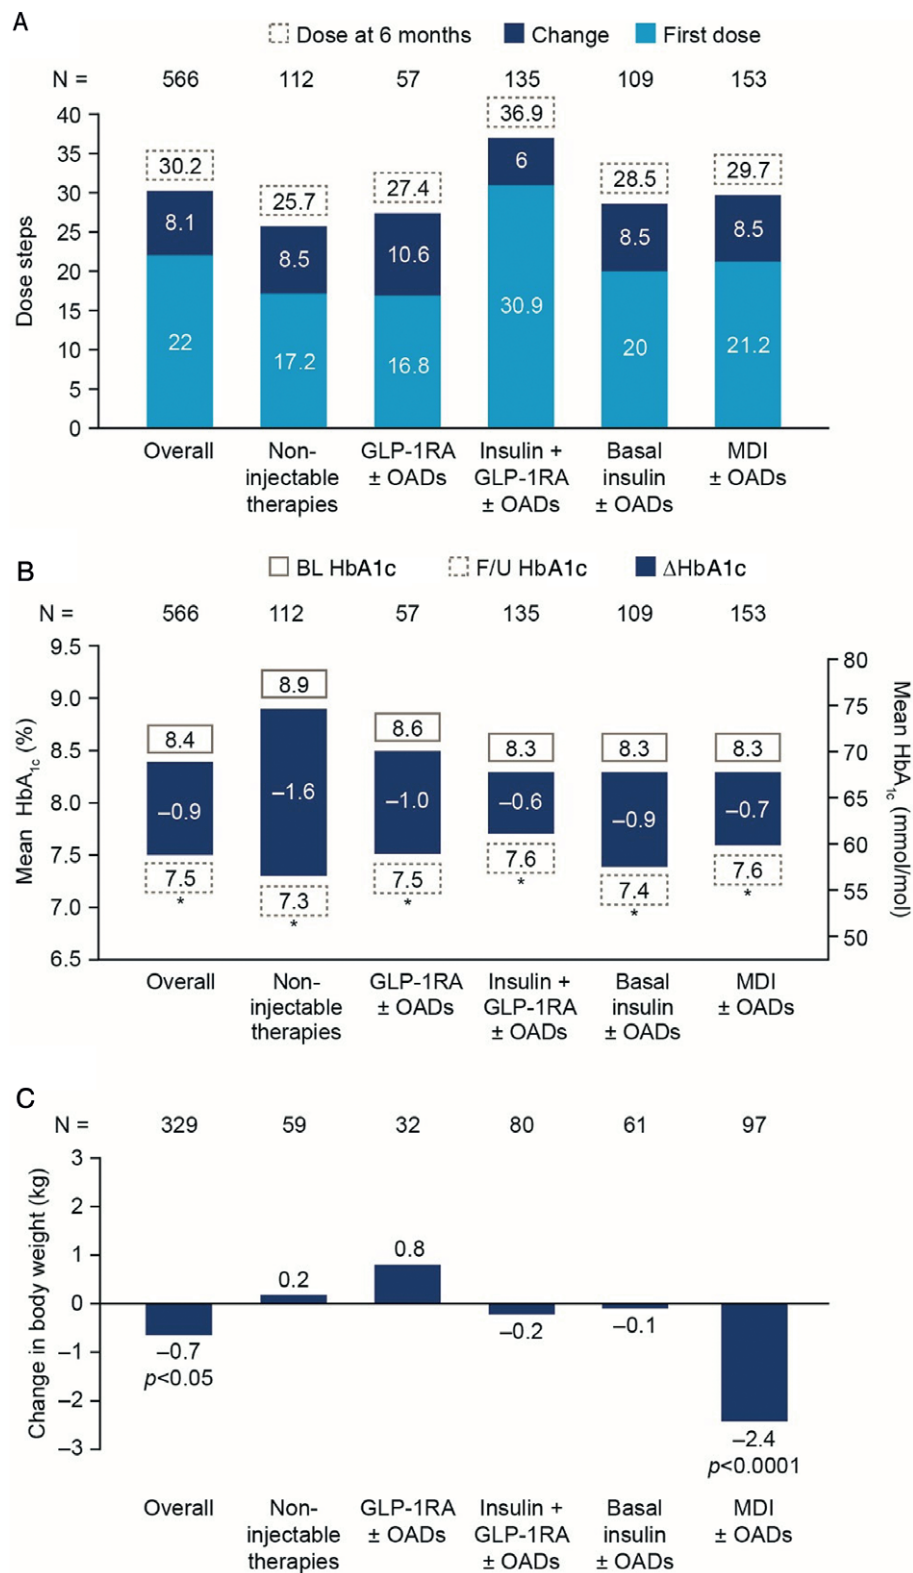 A
Dose at 6 months Change First dose
N = 566 112 57 135 109 153
Dose steps
40
35
30
25
20
15
10
5
0
30.2 25.7 27.4 36.9 28.5 29.7
8.1 8.5 10.6 6 8.5 8.5
22 17.2 16.8 30.9 20 21.2
Overall Non- GLP-1RA Insulin + Basal MDI
injectable ± OADs GLP-1RA insulin ± OADs
therapies ± OADs ± OADs
B
BL HbA1c F/U HbA1c ΔHbA1c
N = 566 112 57 135 109 153
Mean HbA1c (%)
9.5
9.0
8.5
8.0
7.5
7.0
6.5
8.4 8.9 8.6 8.3 8.3 8.3
–0.9 –1.6 –1.0 –0.6 –0.9 –0.7
7.5 7.3 7.5 7.6 7.4 7.6
* * * * * *
80
75
70
65
60
55
50
Mean HbA1c (mmol/mol)
Overall Non- GLP-1RA Insulin + Basal MDI
injectable ± OADs GLP-1RA insulin ± OADs
therapies ± OADs ± OADs
C
N = 329 59 32 80 61 97
Change in body weight (kg)
3
2
1
0
–1
–2
–3
–0.7 0.2 0.8 –0.2 –0.1 –2.4
p<0.05 p<0.0001
Overall Non- GLP-1RA Insulin + Basal MDI
injectable ± OADs GLP-1RA insulin ± OADs
therapies ± OADs ± OADs